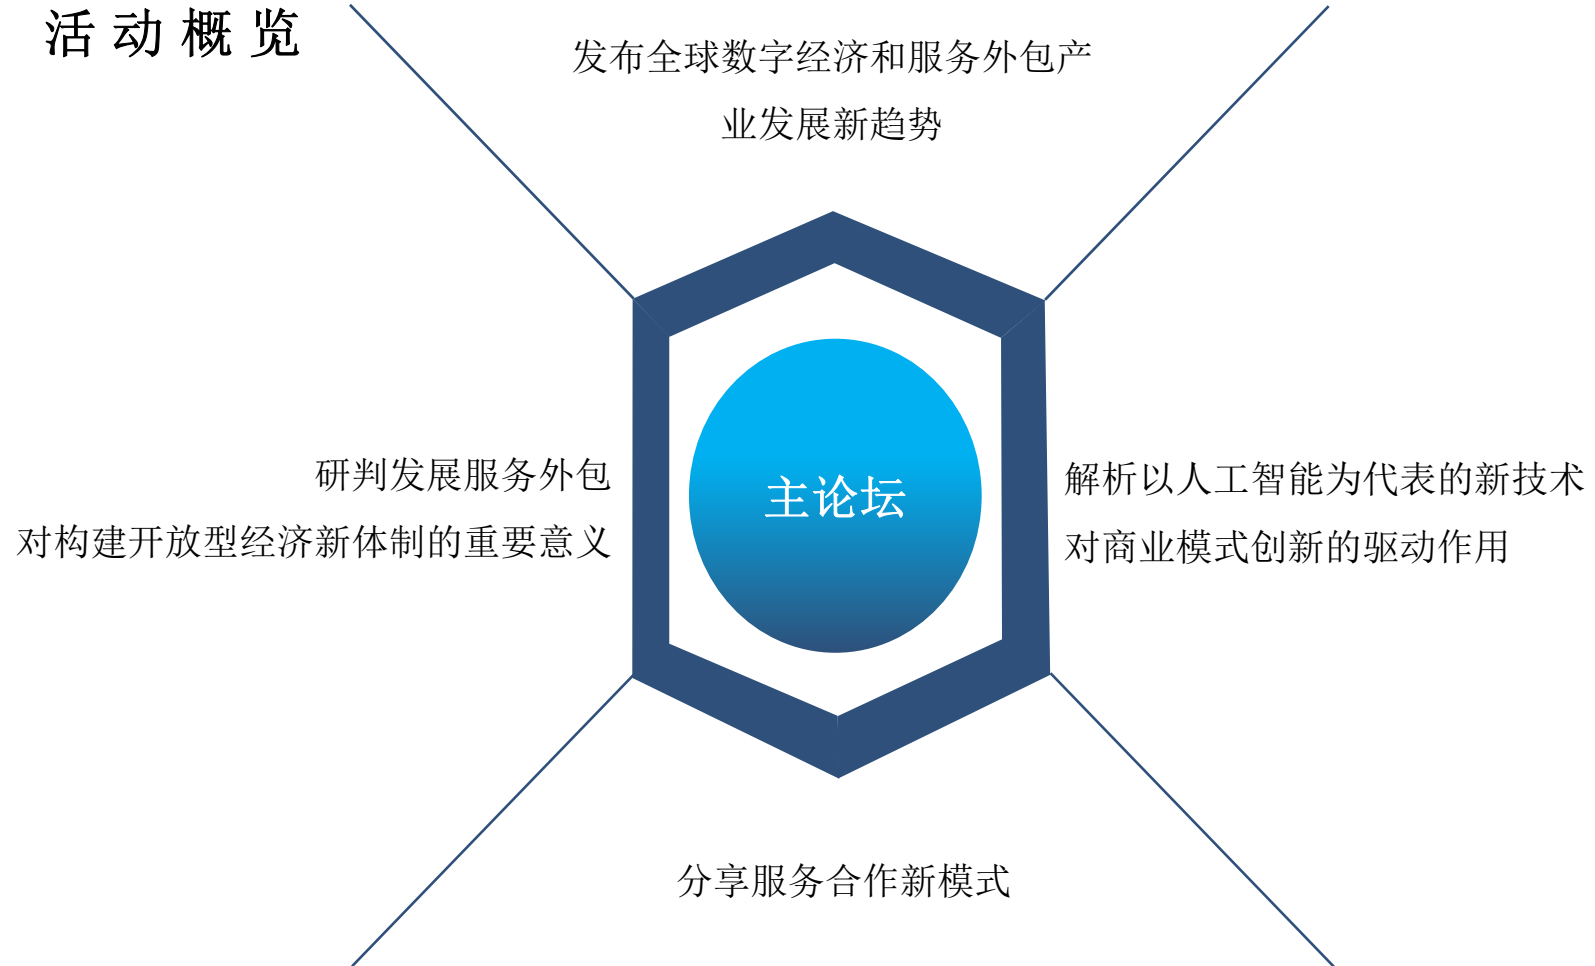 活动概览
发布全球数字经济和服务外包产
业发展新趋势
研判发展服务外包
对构建开放型经济新体制的重要意义
主论坛
解析以人工智能为代表的新技术
对商业模式创新的驱动作用
分享服务合作新模式